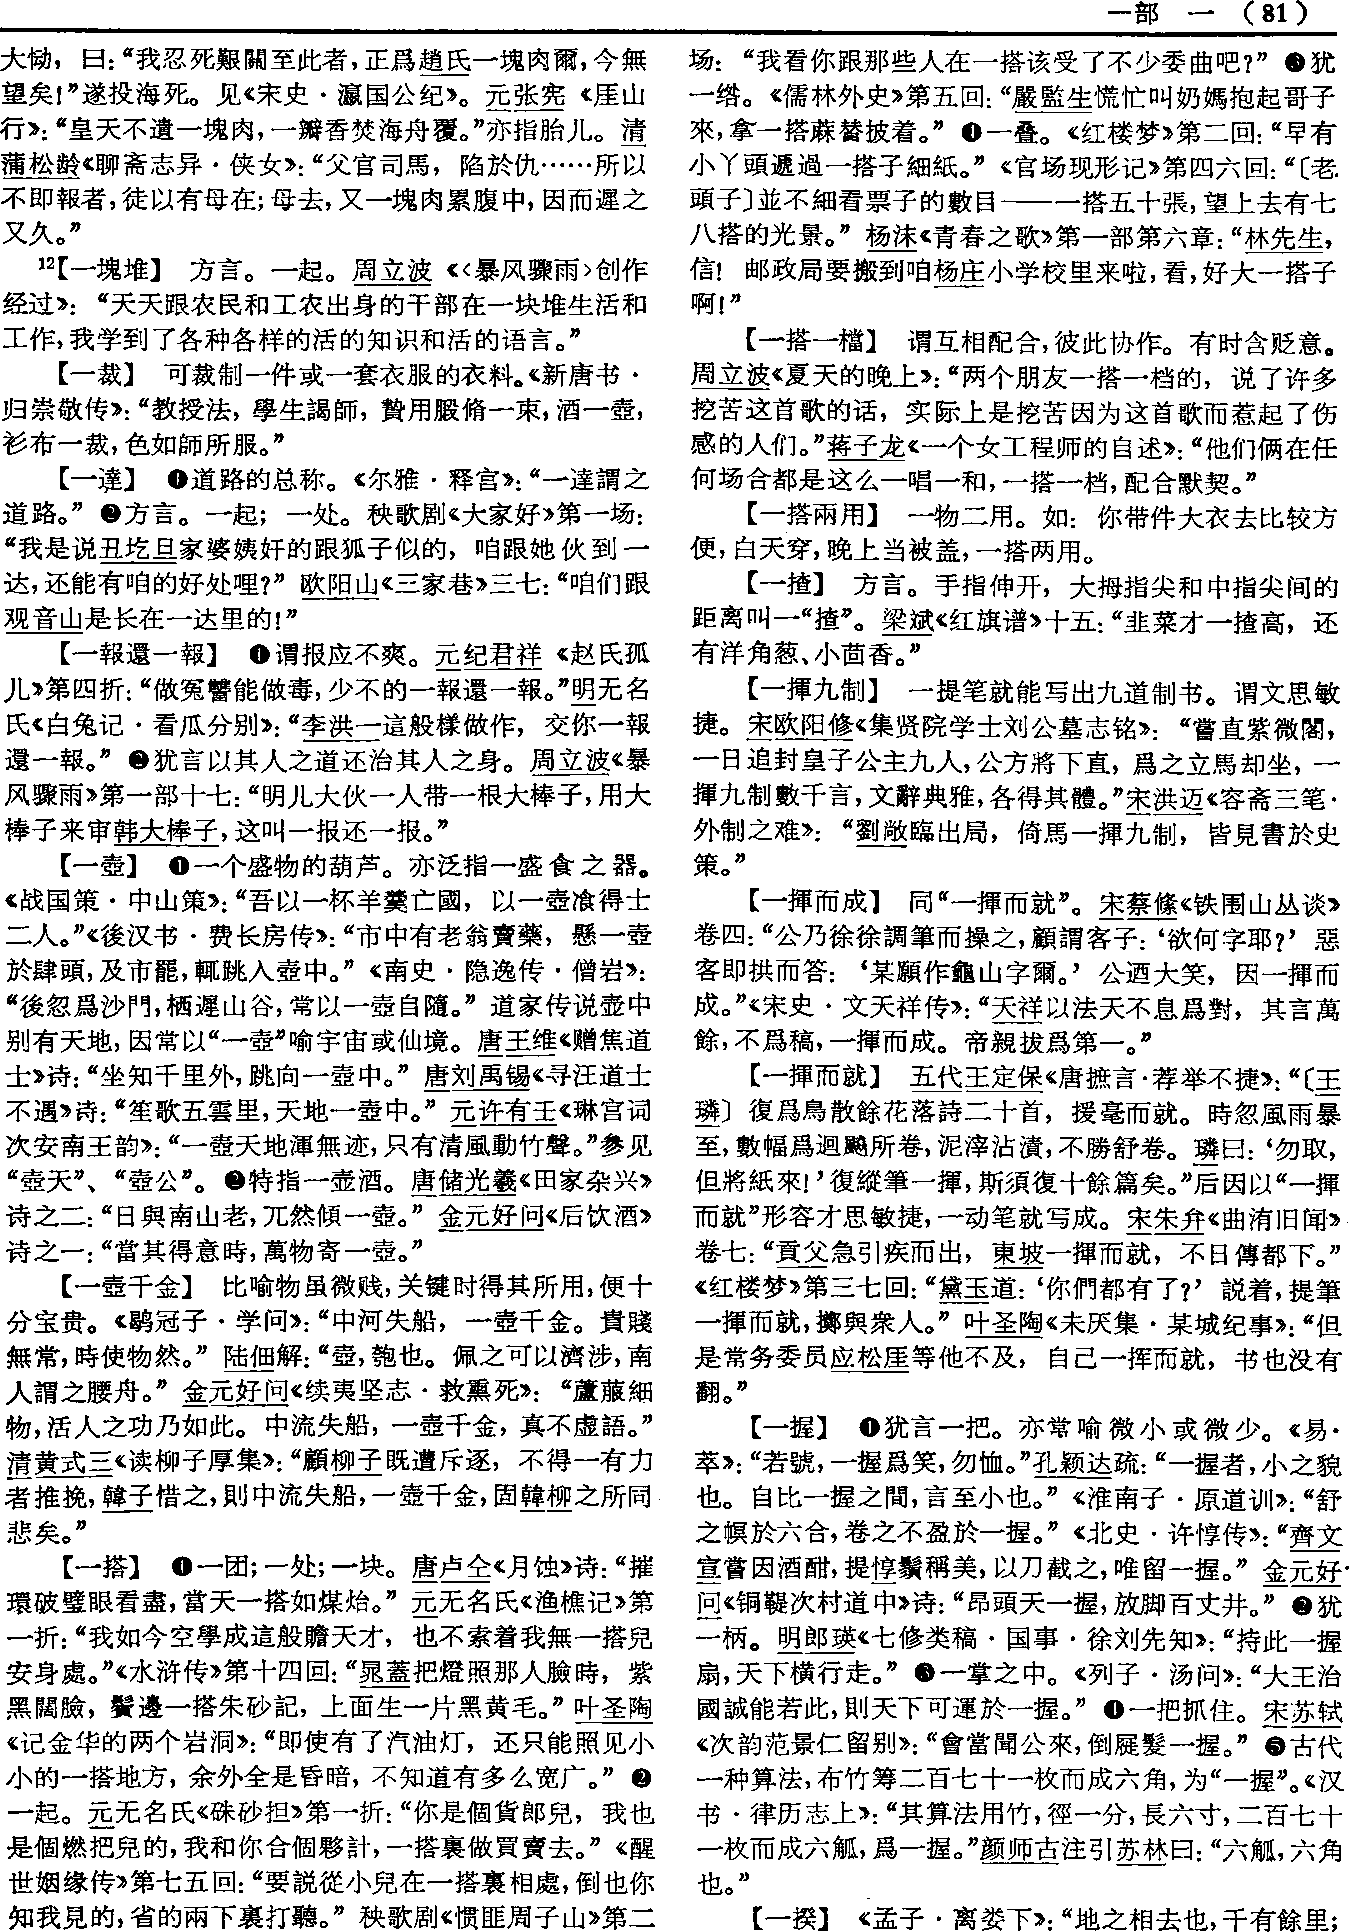 一部　一　（81）
大恸，曰：“我忍死艱關至此者，正爲趙氏一塊肉爾，今無
望矣！”遂投海死。见《宋史·瀛国公纪》。元张宪《厓山
行》：“皇天不遺一塊肉，一瓣香焚海舟覆。”亦指胎儿。清
蒲松龄《聊斋志异·侠女》：“父官司馬，陷於仇……所以
不即報者，徒以有母在；母去，又一塊肉累腹中，因而遲之
又久。”
12【一塊堆】　方言。一起。周立波《〈暴风骤雨〉创作
经过》：“天天跟农民和工农出身的干部在一块堆生活和
工作，我学到了各种各样的活的知识和活的语言。”
【一裁】　可裁制一件或一套衣服的衣料。《新唐书·
归崇敬传》：“教授法，學生謁師，贄用腶脩一束，酒一壺，
衫布一裁，色如師所服。”
【一達】　❶道路的总称。《尔雅·释宫》：“一達謂之
道路。”❷方言。一起；一处。秧歌剧《大家好》第一场：
“我是说丑圪旦家婆姨奸的跟狐子似的，咱跟她伙到一
达，还能有咱的好处哩？”欧阳山《三家巷》三七：“咱们跟
观音山是长在一达里的！”
【一報還一報】　❶谓报应不爽。元纪君祥《赵氏孤
儿》第四折：“做冤讐能做毒，少不的一報還一報。”明无名
氏《白兔记·看瓜分别》：“李洪一這般樣做作，交你一報
還一報。”❷犹言以其人之道还治其人之身。周立波《暴
风骤雨》第一部十七：“明儿大伙一人带一根大棒子，用大
棒子来审韩大棒子，这叫一报还一报。”
【一壺】　❶一个盛物的葫芦。亦泛指一盛食之器。
《战国策·中山策》：“吾以一杯羊羹亡國，以一壺飡得士
二人。”《後汉书·费长房传》：“市中有老翁賣藥，懸一壺
於肆頭，及市罷，輒跳入壺中。”《南史·隐逸传·僧岩》：
“後忽爲沙門，栖遲山谷，常以一壺自隨。”道家传说壶中
别有天地，因常以“一壺”喻宇宙或仙境。唐王维《赠焦道
士》诗：“坐知千里外，跳向一壺中。”唐刘禹锡《寻汪道士
不遇》诗：“笙歌五雲里，天地一壺中。”元许有壬《琳宫词
次安南王韵》：“一壺天地渾無迹，只有清風動竹聲。”参见
“壺天”、“壺公”。❷特指一壶酒。唐储光羲《田家杂兴》
诗之二：“日與南山老，兀然傾一壺。”金元好问《后饮酒》
诗之一：“當其得意時，萬物寄一壺。”
【一壺千金】　比喻物虽微贱，关键时得其所用，便十
分宝贵。《鹖冠子·学问》：“中河失船，一壺千金。貴賤
無常，時使物然。”陆佃解：“壺，匏也。佩之可以濟涉，南
人謂之腰舟。”金元好问《续夷坚志·救熏死》：“蘆菔細
物，活人之功乃如此。中流失船，一壺千金，真不虛語。”
清黄式三《读柳子厚集》：“顧柳子既遭斥逐，不得一有力
者推挽，韓子惜之，則中流失船，一壺千金，固韓柳之所同
悲矣。”
【一搭】　❶一团；一处；一块。唐卢仝《月蚀》诗：“摧
環破璧眼看盡，當天一搭如煤炲。”元无名氏《渔樵记》第
一折：“我如今空學成這般贍天才，也不索着我無一搭兒
安身處。”《水浒传》第十四回：“晁蓋把燈照那人臉時，紫
黑闊臉，鬢邊一搭朱砂記，上面生一片黑黄毛。”叶圣陶
《记金华的两个岩洞》：“即使有了汽油灯，还只能照见小
小的一搭地方，余外全是昏暗，不知道有多么宽广。”❷
一起。元无名氏《硃砂担》第一折：“你是個貨郎兒，我也
是個燃把兒的，我和你合個夥計，一搭裏做買賣去。”《醒
世姻缘传》第七五回：“要説從小兒在一搭裏相處，倒也你
知我見的，省的兩下裏打聽。”秧歌剧《惯匪周子山》第二
场：“我看你跟那些人在一搭该受了不少委曲吧？”❸犹
一绺。《儒林外史》第五回：“嚴監生慌忙叫奶媽抱起哥子
來，拿一搭蔴替披着。”❹一叠。《红楼梦》第二回：“早有
小丫頭遞過一搭子細紙。”《官场现形记》第四六回：“〔老
頭子〕並不細看票子的數目——一搭五十張，望上去有七
八搭的光景。”杨沫《青春之歌》第一部第六章：“林先生，
信！邮政局要搬到咱杨庄小学校里来啦，看，好大一搭子
啊！”
【一搭一檔】　谓互相配合，彼此协作。有时含贬意。
周立波《夏天的晚上》：“两个朋友一搭一档的，说了许多
挖苦这首歌的话，实际上是挖苦因为这首歌而惹起了伤
感的人们。”蒋子龙《一个女工程师的自述》：“他们俩在任
何场合都是这么一唱一和，一搭一档，配合默契。”
【一搭兩用】　一物二用。如：你带件大衣去比较方
便，白天穿，晚上当被盖，一搭两用。
【一揸】　方言。手指伸开，大拇指尖和中指尖间的
距离叫一“揸”。梁斌《红旗谱》十五：“韭菜才一揸高，还
有洋角葱、小茴香。”
【一揮九制】　一提笔就能写出九道制书。谓文思敏
捷。宋欧阳修《集贤院学士刘公墓志铭》：“嘗直紫微閣，
一日追封皇子公主九人，公方將下直，爲之立馬却坐，一
揮九制數千言，文辭典雅，各得其體。”宋洪迈《容斋三笔·
外制之难》：“劉敞臨出局，倚馬一揮九制，皆見書於史
策。”
【一揮而成】　同“一揮而就”。宋蔡絛《铁围山丛谈》
卷四：“公乃徐徐調筆而操之，顧謂客子：‘欲何字耶？’惡
客即拱而答：‘某願作龜山字爾。’公迺大笑，因一揮而
成。”《宋史·文天祥传》：“天祥以法天不息爲對，其言萬
餘，不爲稿，一揮而成。帝親拔爲第一。”
【一揮而就】　五代王定保《唐摭言·荐举不捷》：“〔王
璘〕復爲鳥散餘花落詩二十首，援毫而就。時忽風雨暴
至，數幅爲迴飈所卷，泥滓沾漬，不勝舒卷。璘曰：‘勿取，
但將紙來！’復縱筆一揮，斯須復十餘篇矣。”后因以“一揮
而就”形容才思敏捷，一动笔就写成。宋朱弁《曲洧旧闻》
卷七：“貢父急引疾而出，東坡一揮而就，不日傳都下。”
《红楼梦》第三七回：“黛玉道：‘你們都有了？’説着，提筆
一揮而就，擲與衆人。”叶圣陶《未厌集·某城纪事》：“但
是常务委员应松厓等他不及，自己一挥而就，书也没有
翻。”
【一握】　❶犹言一把。亦常喻微小或微少。《易·
萃》：“若號，一握爲笑，勿恤。”孔颖达疏：“一握者，小之貌
也。自比一握之間，言至小也。”《淮南子·原道训》：“舒
之幎於六合，卷之不盈於一握。”《北史·许惇传》：“齊文
宣嘗因酒酣，提惇鬚稱美，以刀截之，唯留一握。”金元好
问《铜鞮次村道中》诗：“昂頭天一握，放脚百丈井。”❷犹
一柄。明郎瑛《七修类稿·国事·徐刘先知》：“持此一握
扇，天下横行走。”❸一掌之中。《列子·汤问》：“大王治
國誠能若此，則天下可運於一握。”❹一把抓住。宋苏轼
《次韵范景仁留别》：“會當聞公來，倒屣髮一握。”❺古代
一种算法，布竹筹二百七十一枚而成六角，为“一握”。《汉
书·律历志上》：“其算法用竹，徑一分，長六寸，二百七十
一枚而成六觚，爲一握。”颜师古注引苏林曰：“六觚，六角
也。”
【一揆】　《孟子·离娄下》：“地之相去也，千有餘里；